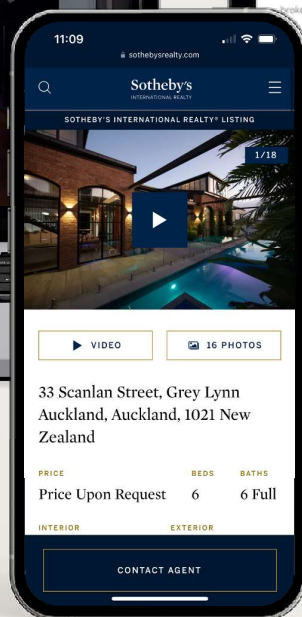 11:09
sothebysrealty.com
Sotheby's
INTERNATIONAL REALTY
SOTHEBY'S INTERNATIONAL REALTY® LISTING
1/18
VIDEO
16 PHOTOS
33 Scanlan Street, Grey Lynn
Auckland, Auckland, 1021 New
Zealand
PRICE BEDS BATHS
Price Upon Request 6 6 Full
INTERIOR EXTERIOR
CONTACT AGENT